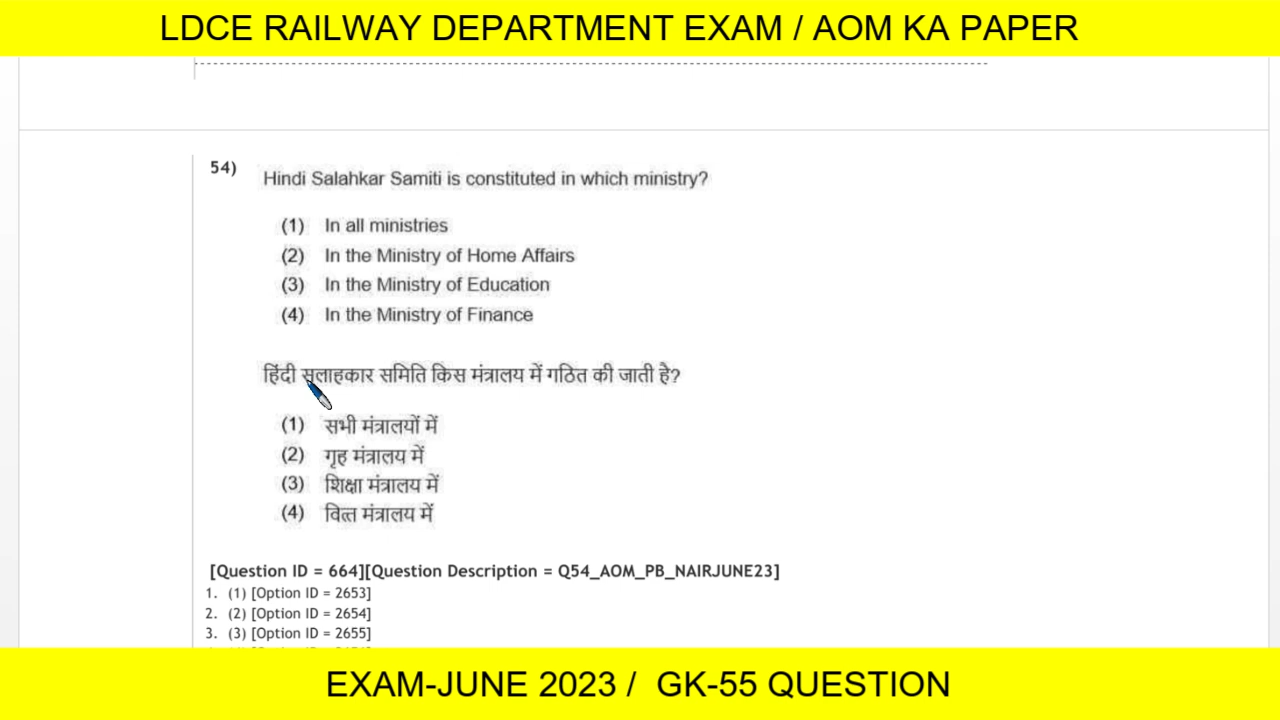 LDCE RAILWAY DEPARTMENT EXAM / AOM KA PAPER
54)
Hindi Salahkar Samiti is constituted in which ministry?
(1) In all ministries
(2) In the Ministry of Home Affairs
(3) In the Ministry of Education
(4) In the Ministry of Finance
हिंदी सलाहकार समिति किस मंत्रालय में गठित की जाती है?
(1) सभी मंत्रालयों में
(2) गृह मंत्रालय में
(3) शिक्षा मंत्रालय में
(4) वित्त मंत्रालय में
[Question ID = 664][Question Description = Q54_AOM_PB_NAIRJUNE23]
1. (1) [Option ID = 2653]
2. (2) [Option ID = 2654]
3. (3) [Option ID = 2655]
EXAM-JUNE 2023 / GK-55 QUESTION